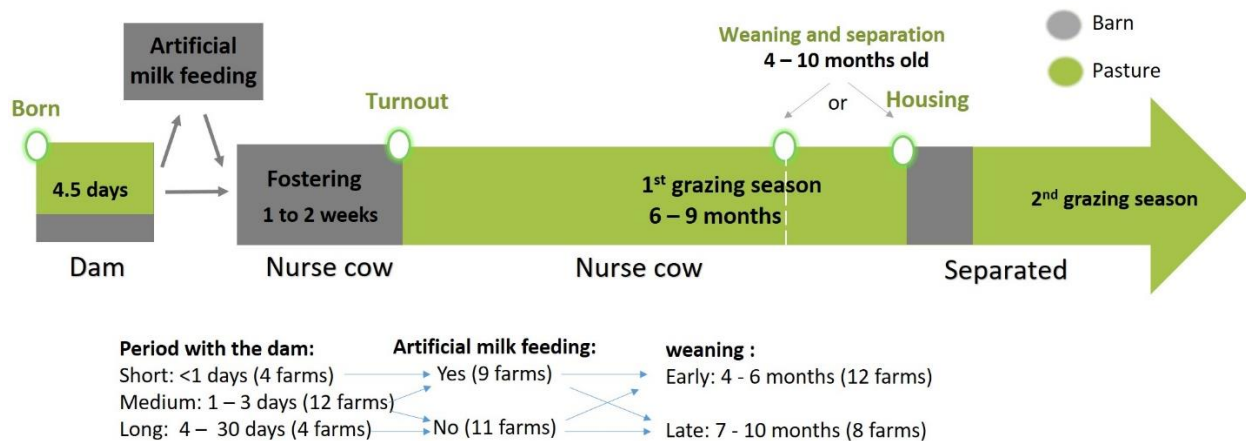 Artificial
milk feeding
Born
4.5 days
Dam
Fostering
1 to 2 weeks
Nurse cow
Turnout
1st grazing season
6 – 9 months
Nurse cow
Weaning and separation
4 – 10 months old
or
Housing
Separated
2nd grazing season
Barn
Pasture
Period with the dam:
Short: <1 days (4 farms)
Medium: 1 – 3 days (12 farms)
Long: 4 – 30 days (4 farms)
Artificial milk feeding:
Yes (9 farms)
No (11 farms)
weaning :
Early: 4 - 6 months (12 farms)
Late: 7 - 10 months (8 farms)